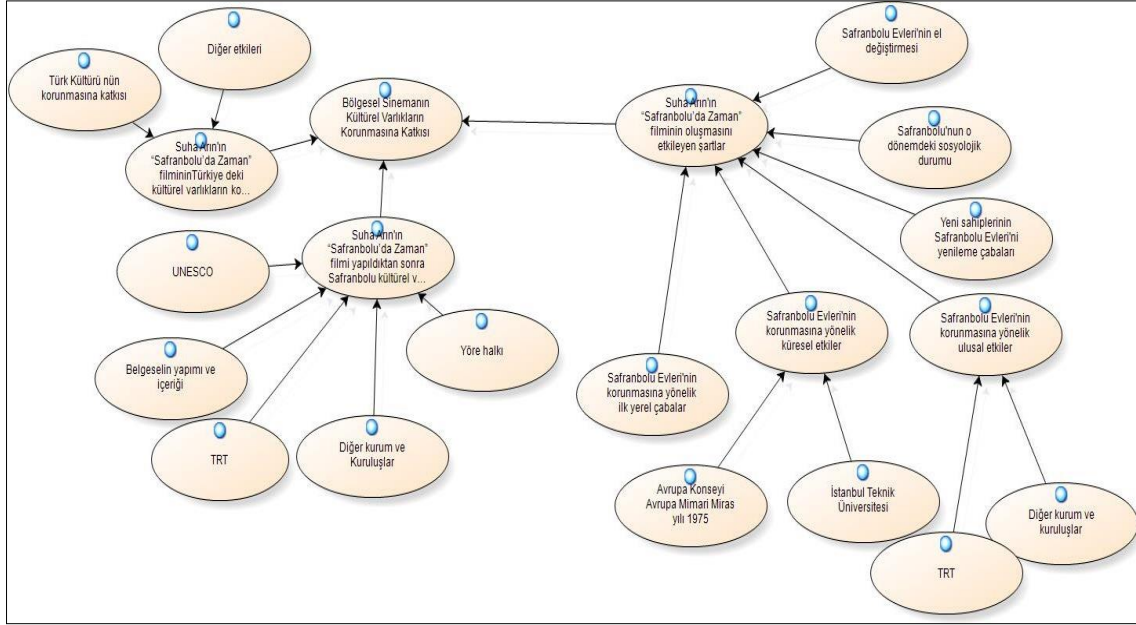 Diğer etkileri
Türk Kültürü nün
korunmasına katkısı
Suha Arın'ın
“Safranbolu'da Zaman”
filmininTürkiye deki
kültürel varlıkların ko...
Bölgesel Sinemanın
Kültürel Varlıkların
Korunmasına Katkısı
Suha Arın'ın
“Safranbolu'da Zaman”
filmi yapıldıktan sonra
Safranbolu kültürel v...
UNESCO
Belgeselin yapımı ve
içeriği
TRT
Diğer kurum ve
Kuruluşlar
Yöre halkı
Suha Arın'ın
“Safranbolu'da Zaman”
filminin oluşmasını
etkileyen şartlar
Safranbolu Evleri'nin el
değiştirmesi
Safranbolu'nun o
dönemdeki sosyolojik
durumu
Yeni sahiplerinin
Safranbolu Evleri'ni
yenileme çabaları
Safranbolu Evleri'nin
korunmasına yönelik
ulusal etkiler
Safranbolu Evleri'nin
korunmasına yönelik
küresel etkiler
Safranbolu Evleri'nin
korunmasına yönelik
ilk yerel çabalar
Avrupa Konseyi
Avrupa Mimari Miras
yılı 1975
İstanbul Teknik
Üniversitesi
Diğer kurum ve
kuruluşlar
TRT